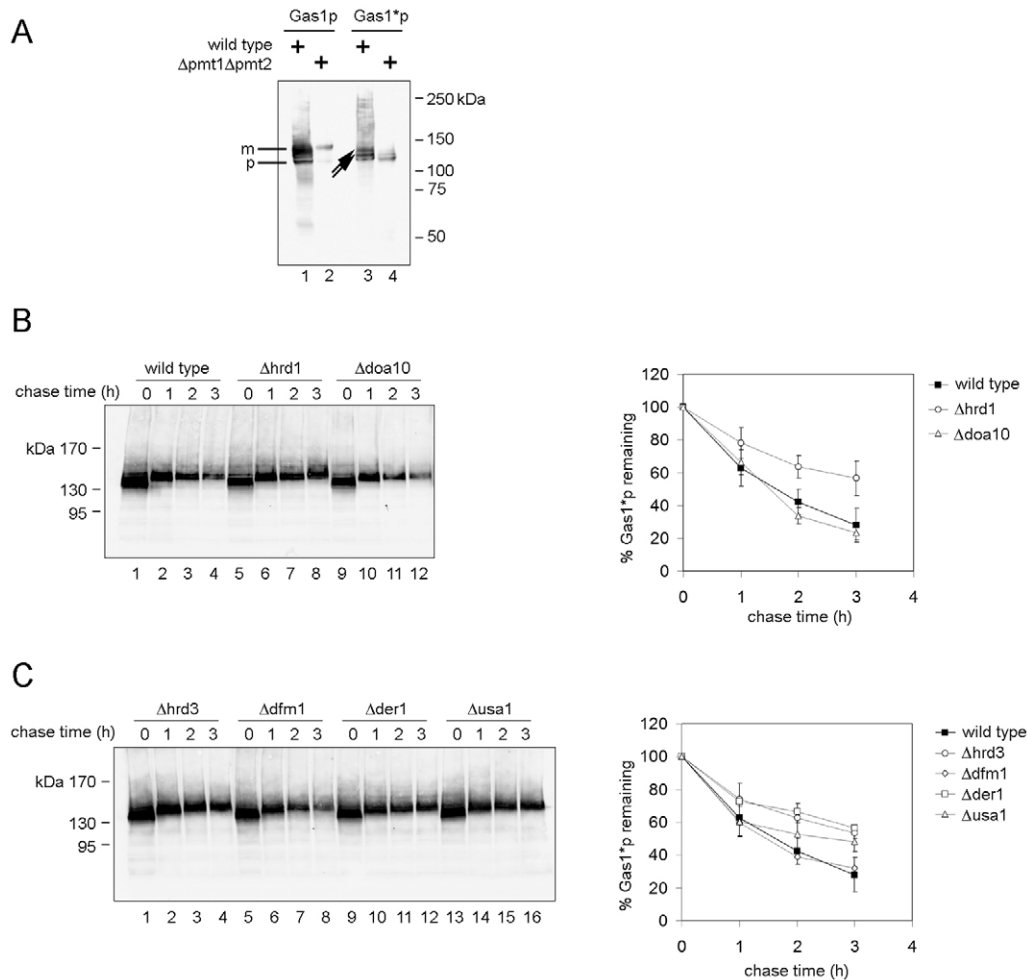 A
Gas1p Gas1*p
wild type + +
Δpmt1Δpmt2 + +
250 kDa
150
m
p
100
75
50
1 2 3 4
B
wild type Δhrd1 Δdoa10
chase time (h) 0 1 2 3 0 1 2 3 0 1 2 3
kDa 170
130
95
1 2 3 4 5 6 7 8 9 10 11 12
% Gas1*p remaining
120
100
80
60
40
20
0
0 1 2 3 4
chase time (h)
wild type
Δhrd1
Δdoa10
C
Δhrd3 Δdfm1 Δder1 Δusa1
chase time (h) 0 1 2 3 0 1 2 3 0 1 2 3 0 1 2 3
kDa 170
130
95
1 2 3 4 5 6 7 8 9 10 11 12 13 14 15 16
% Gas1*p remaining
120
100
80
60
40
20
0
0 1 2 3 4
chase time (h)
wild type
Δhrd3
Δdfm1
Δder1
Δusa1